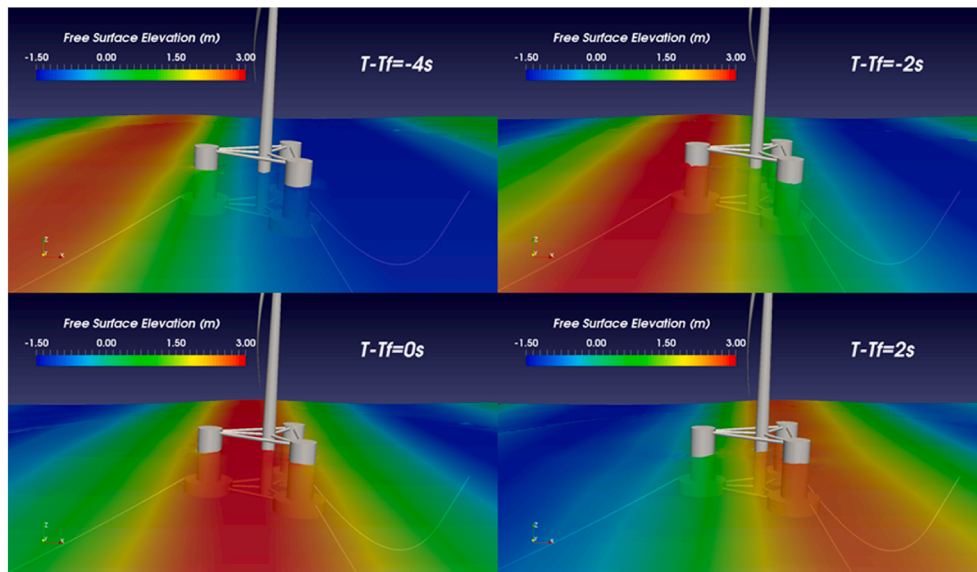 Free Surface Elevation (m)
-1.50 0.00 1.50 3.00
T-Tf=-4s
Free Surface Elevation (m)
-1.50 0.00 1.50 3.00
T-Tf=-2s
Free Surface Elevation (m)
-1.50 0.00 1.50 3.00
T-Tf=0s
Free Surface Elevation (m)
-1.50 0.00 1.50 3.00
T-Tf=2s